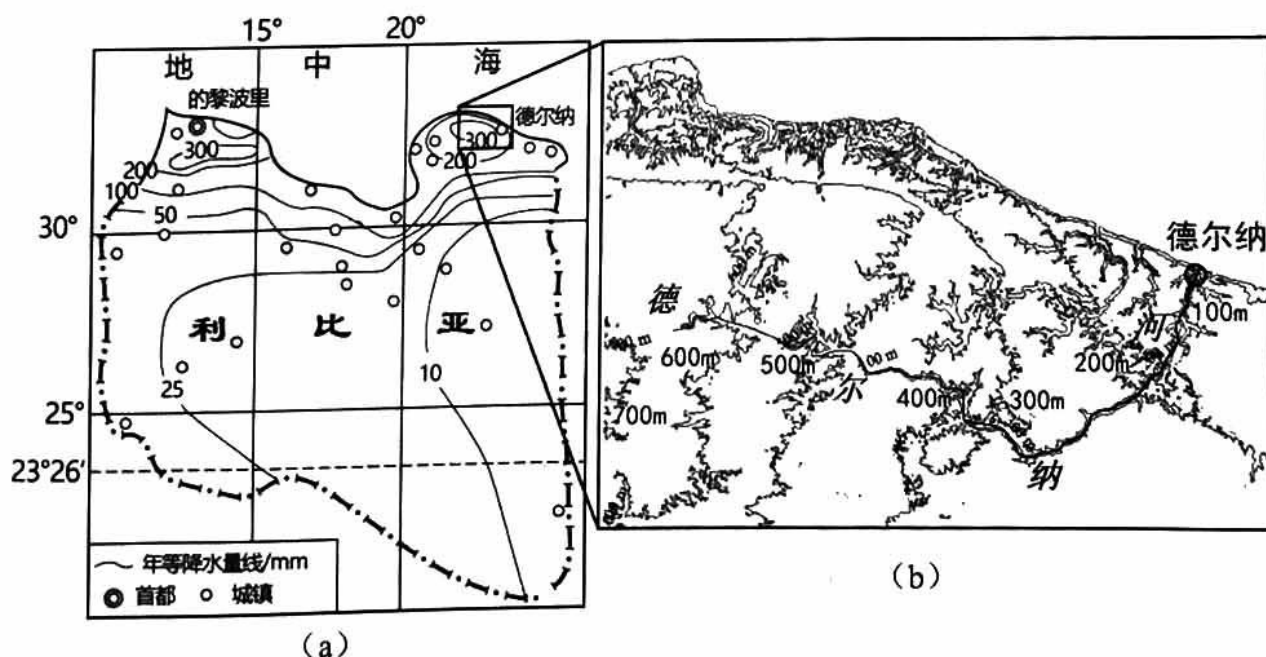 15°
20°
地 中 海
的黎波里
德尔纳
300
300
200
200
100
50
30°
利 比 亚
25
10
25°
23°26′
年等降水量线/mm
首都
城镇
(a)
德尔纳
德
尔
纳
河
100m
200m
300m
400m
500m
600m
700m
(b)